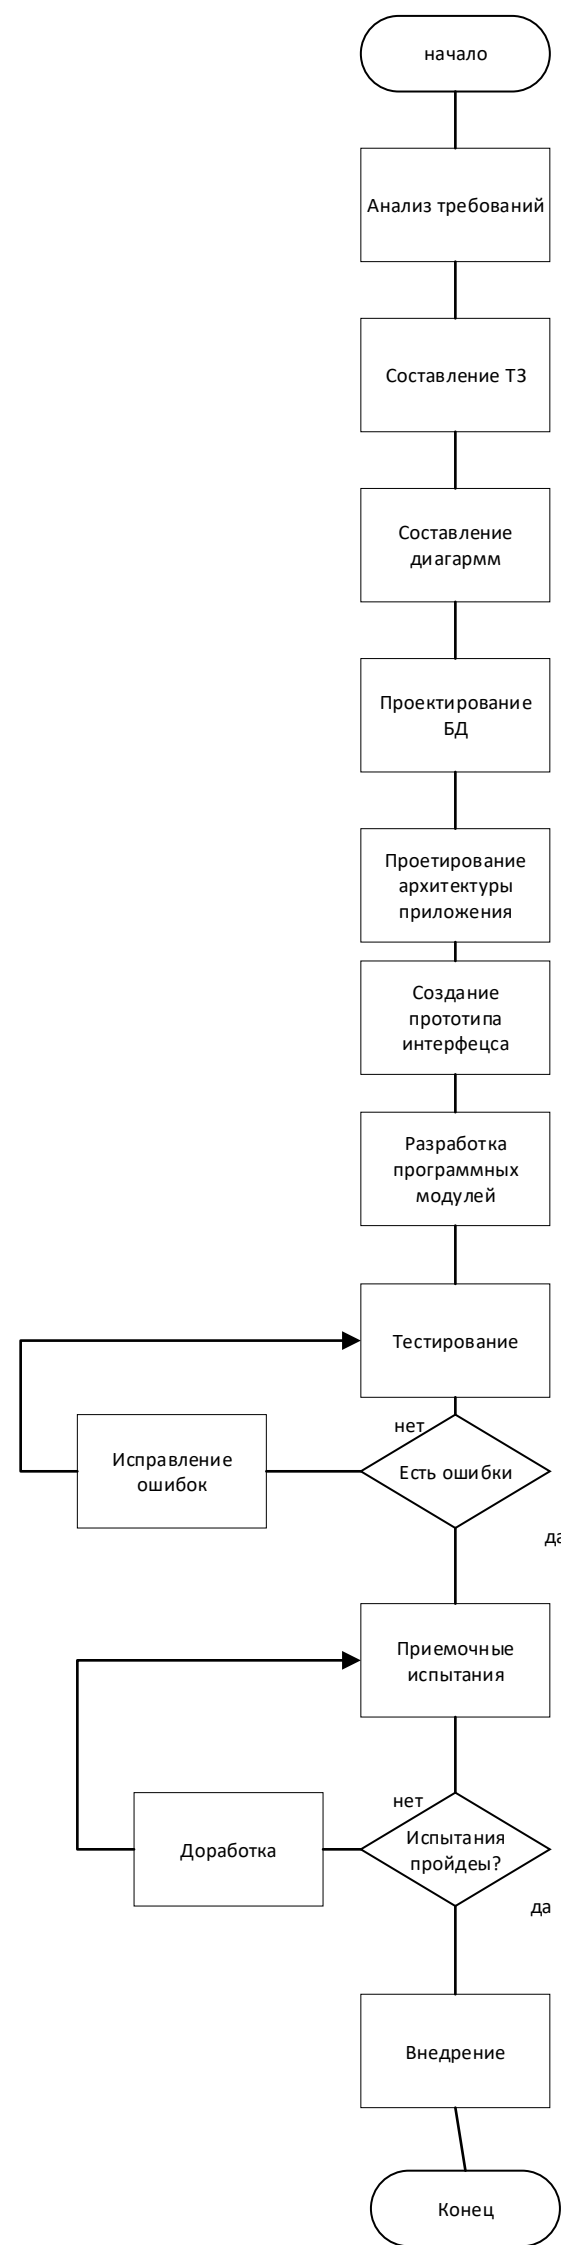 начало
Анализ требований
Составление ТЗ
Составление
диагармм
Проектирование
БД
Проетирование
архитектуры
приложения
Создание
прототипа
интерфецса
Разработка
программных
модулей
Тестирование
нет
Исправление
ошибок
Есть ошибки
да
Приемочные
испытания
нет
Испытания
пройдеы?
Доработка
да
Внедрение
Конец